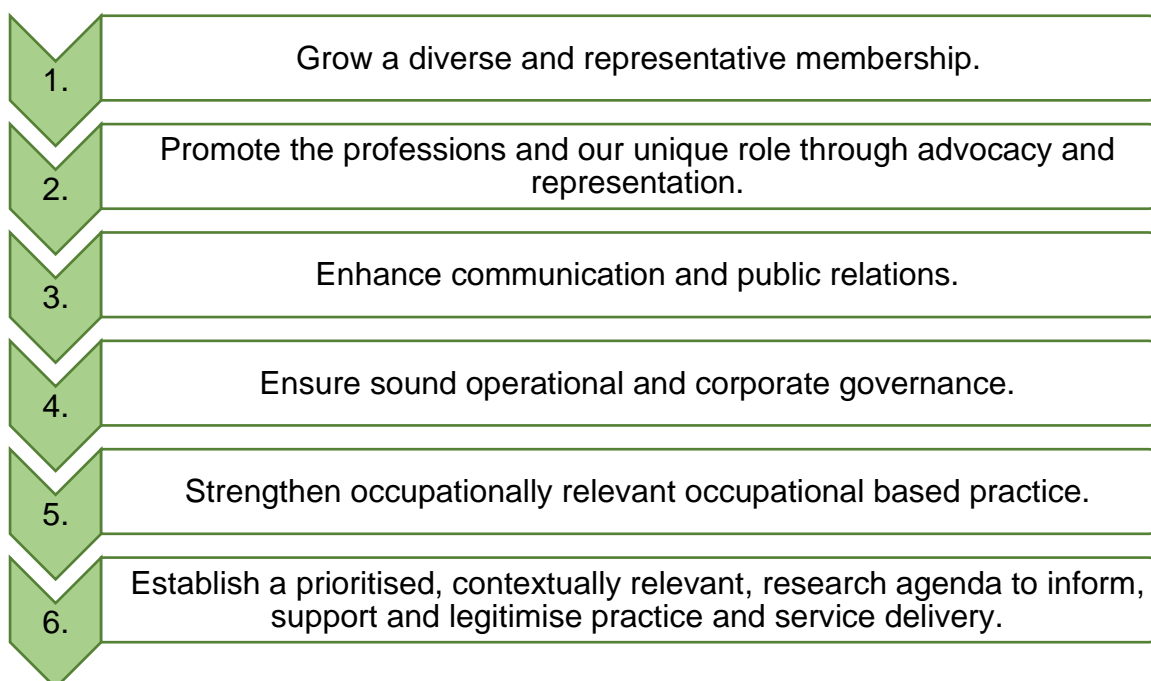 1.
Grow a diverse and representative membership.
2.
Promote the professions and our unique role through advocacy and
representation.
3.
Enhance communication and public relations.
4.
Ensure sound operational and corporate governance.
5.
Strengthen occupationally relevant occupational based practice.
6.
Establish a prioritised, contextually relevant, research agenda to inform,
support and legitimise practice and service delivery.